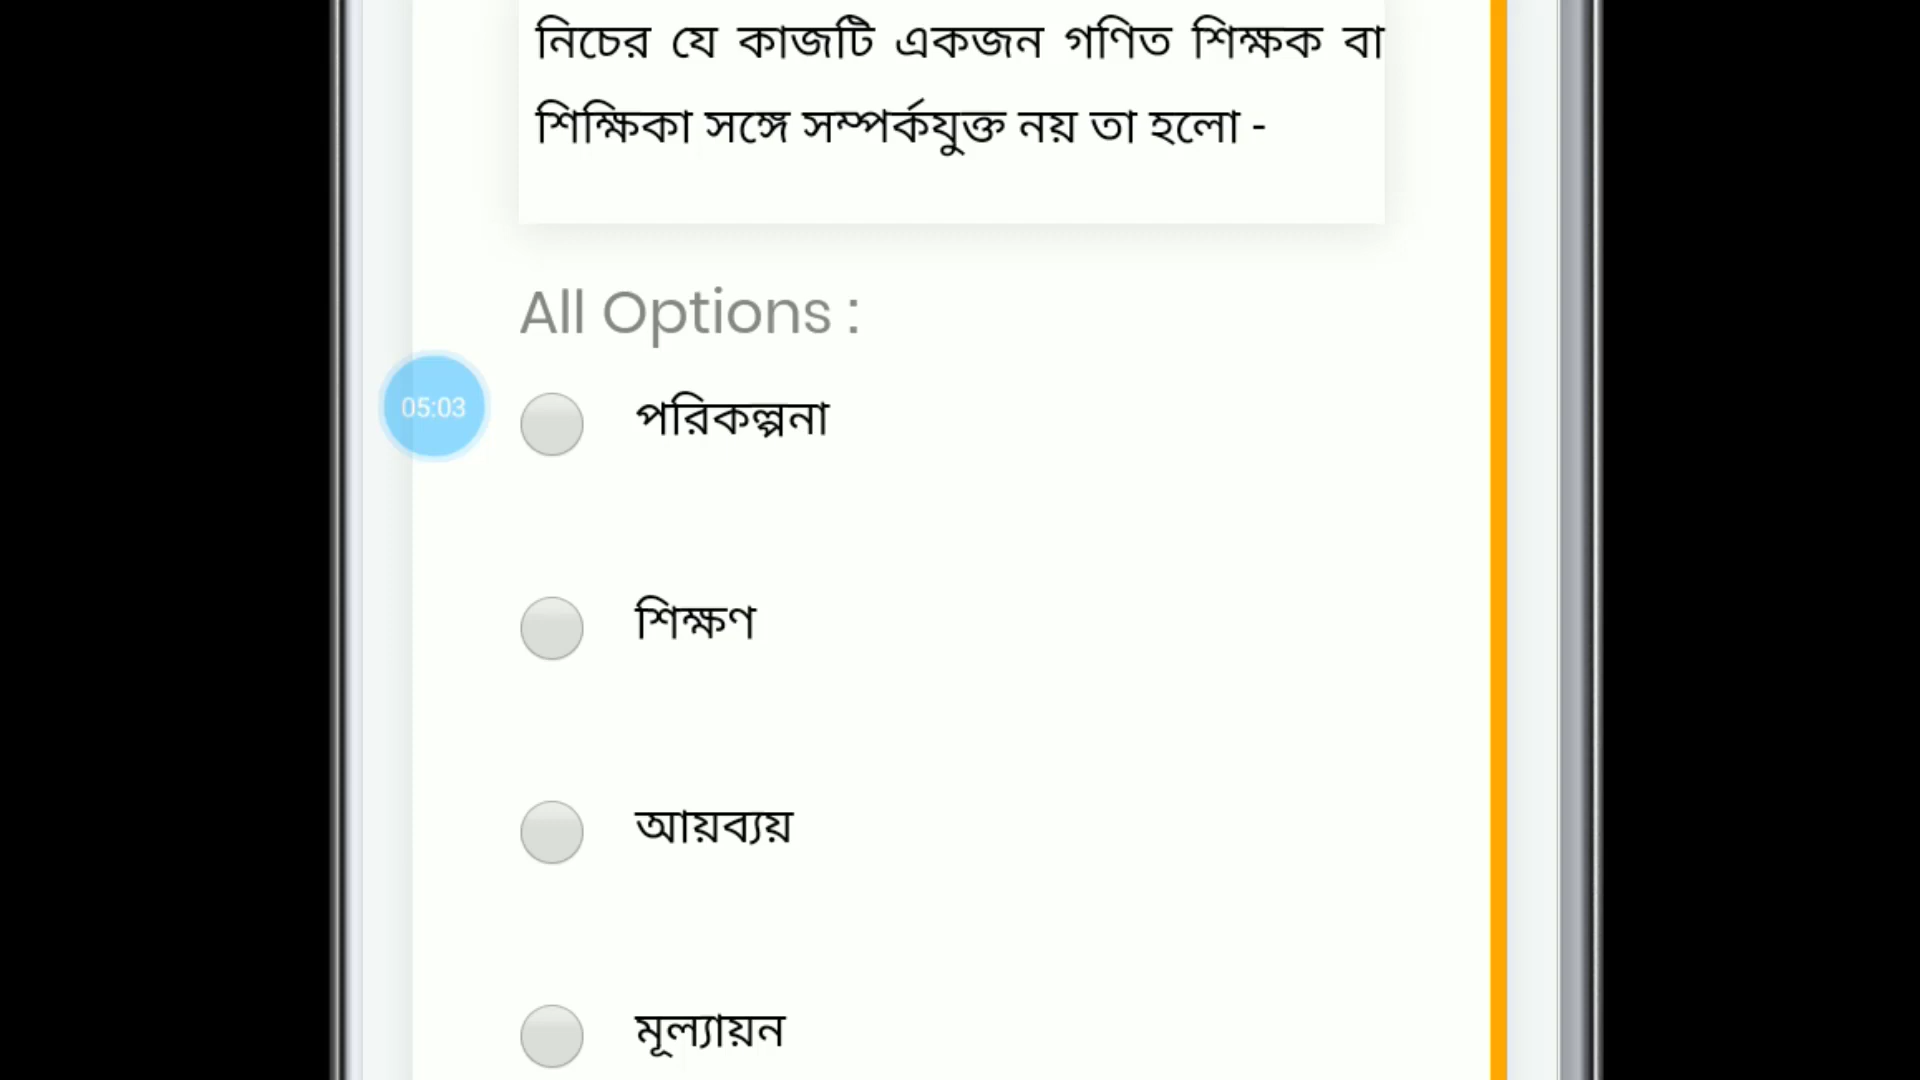 নিচের যে কাজটি একজন গণিত শিক্ষক বা
শিক্ষিকা সঙ্গে সম্পর্কযুক্ত নয় তা হলো -
All Options :
05:03
পরিকল্পনা
শিক্ষণ
আয়ব্যয়
মূল্যায়ন